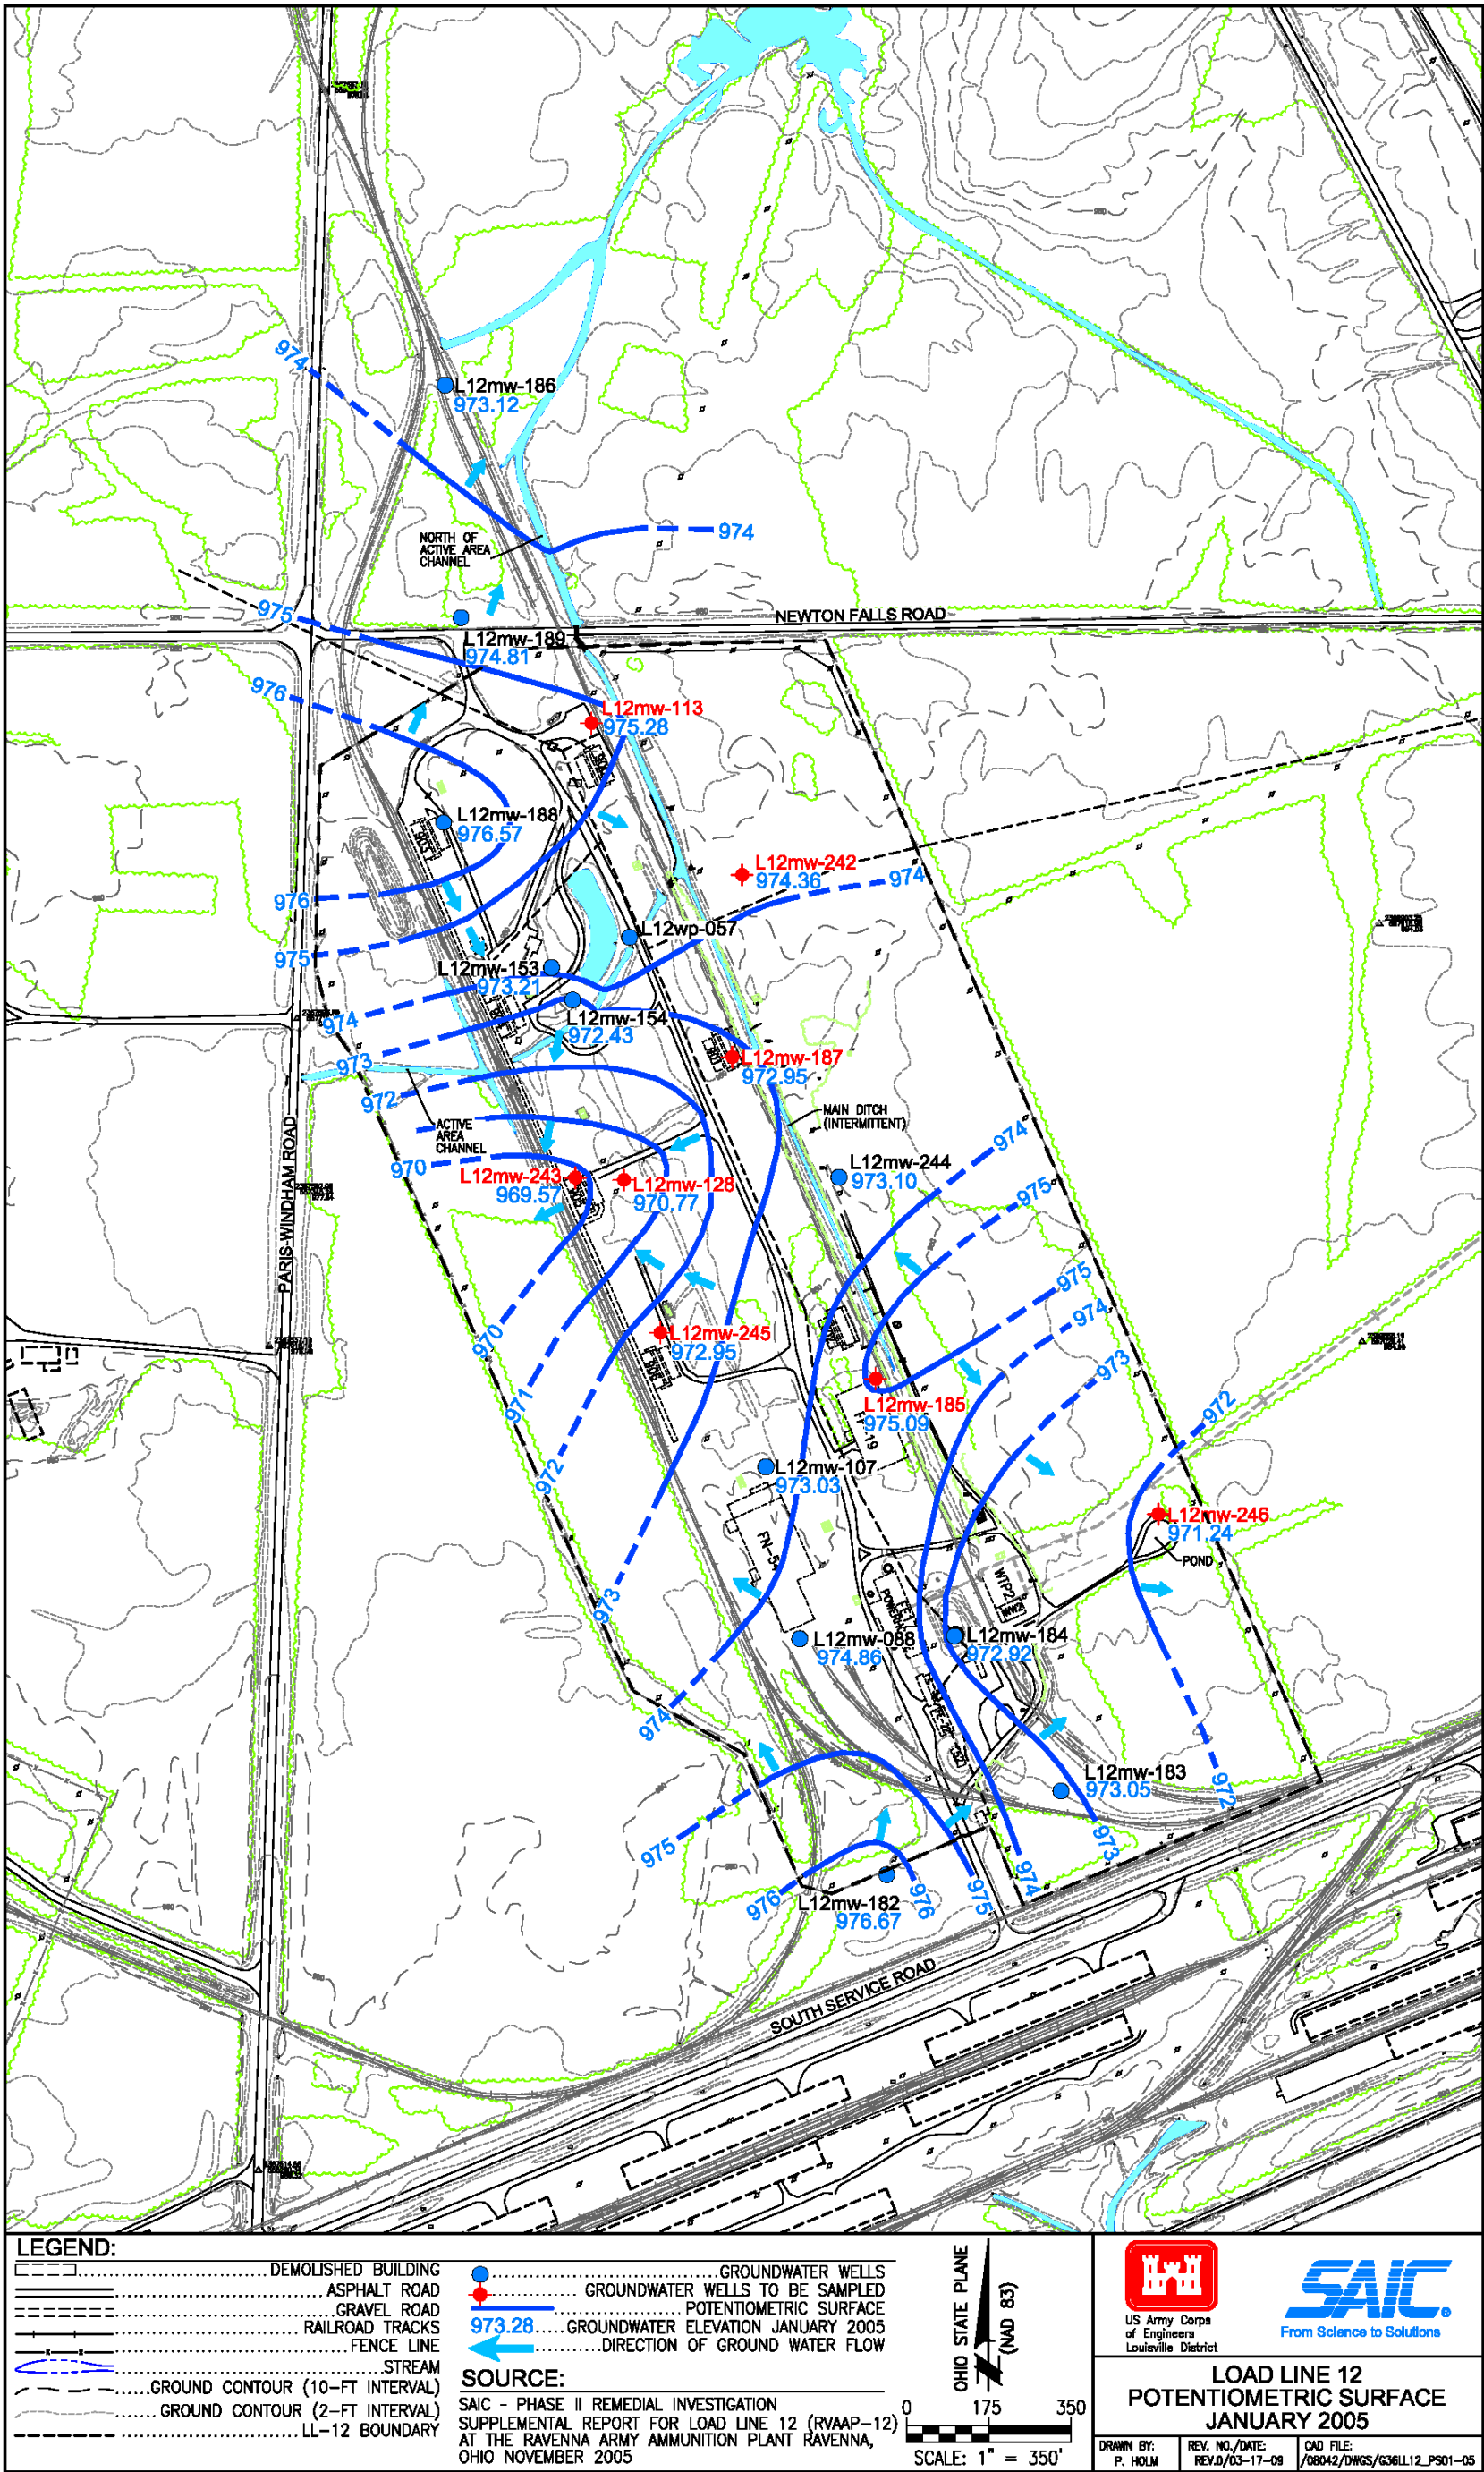 974
L12mw-186
973.12
NORTH OF
ACTIVE AREA
CHANNEL
974
975
NEWTON FALLS ROAD
L12mw-189
974.81
976
L12mw-113
975.28
L12mw-188
976.57
903
L12mw-242
974.36
974
976
L12wp-057
975
L12mw-153
973.21
974
L12mw-154
972.43
973
L12mw-187
972.95
972
MAIN DITCH
(INTERMITTENT)
ACTIVE
AREA
CHANNEL
974
970
L12mw-244
973.10
L12mw-243
969.57
L12mw-128
970.77
975
PARIS-WINDHAM ROAD
975
974
970
L12mw-245
972.95
973
971
L12mw-185
975.09
972
972
L12mw-107
973.03
L12mw-246
971.24
POND
FN-54
WTP2
973
L12mw-088
974.86
L12mw-184
972.92
974
L12mw-183
973.05
972
975
973
974
976
L12mw-182
976.67
976
975
SOUTH SERVICE ROAD
LEGEND:
DEMOLISHED BUILDING
ASPHALT ROAD
GRAVEL ROAD
RAILROAD TRACKS
FENCE LINE
STREAM
GROUND CONTOUR (10-FT INTERVAL)
GROUND CONTOUR (2-FT INTERVAL)
LL-12 BOUNDARY
GROUNDWATER WELLS
GROUNDWATER WELLS TO BE SAMPLED
POTENTIOMETRIC SURFACE
973.28 GROUNDWATER ELEVATION JANUARY 2005
DIRECTION OF GROUND WATER FLOW
SOURCE:
SAIC - PHASE II REMEDIAL INVESTIGATION
SUPPLEMENTAL REPORT FOR LOAD LINE 12 (RVAAP-12)
AT THE RAVENNA ARMY AMMUNITION PLANT RAVENNA,
OHIO NOVEMBER 2005
OHIO STATE PLANE
(NAD 83)
0 175 350
SCALE: 1" = 350'
US Army Corps
of Engineers
Louisville District
SAIC®
From Science to Solutions
LOAD LINE 12
POTENTIOMETRIC SURFACE
JANUARY 2005
DRAWN BY:
P. HOLM
REV. NO./DATE:
REV.0/03-17-09
CAD FILE:
/08042/DWGS/G36LL12_PS01-05